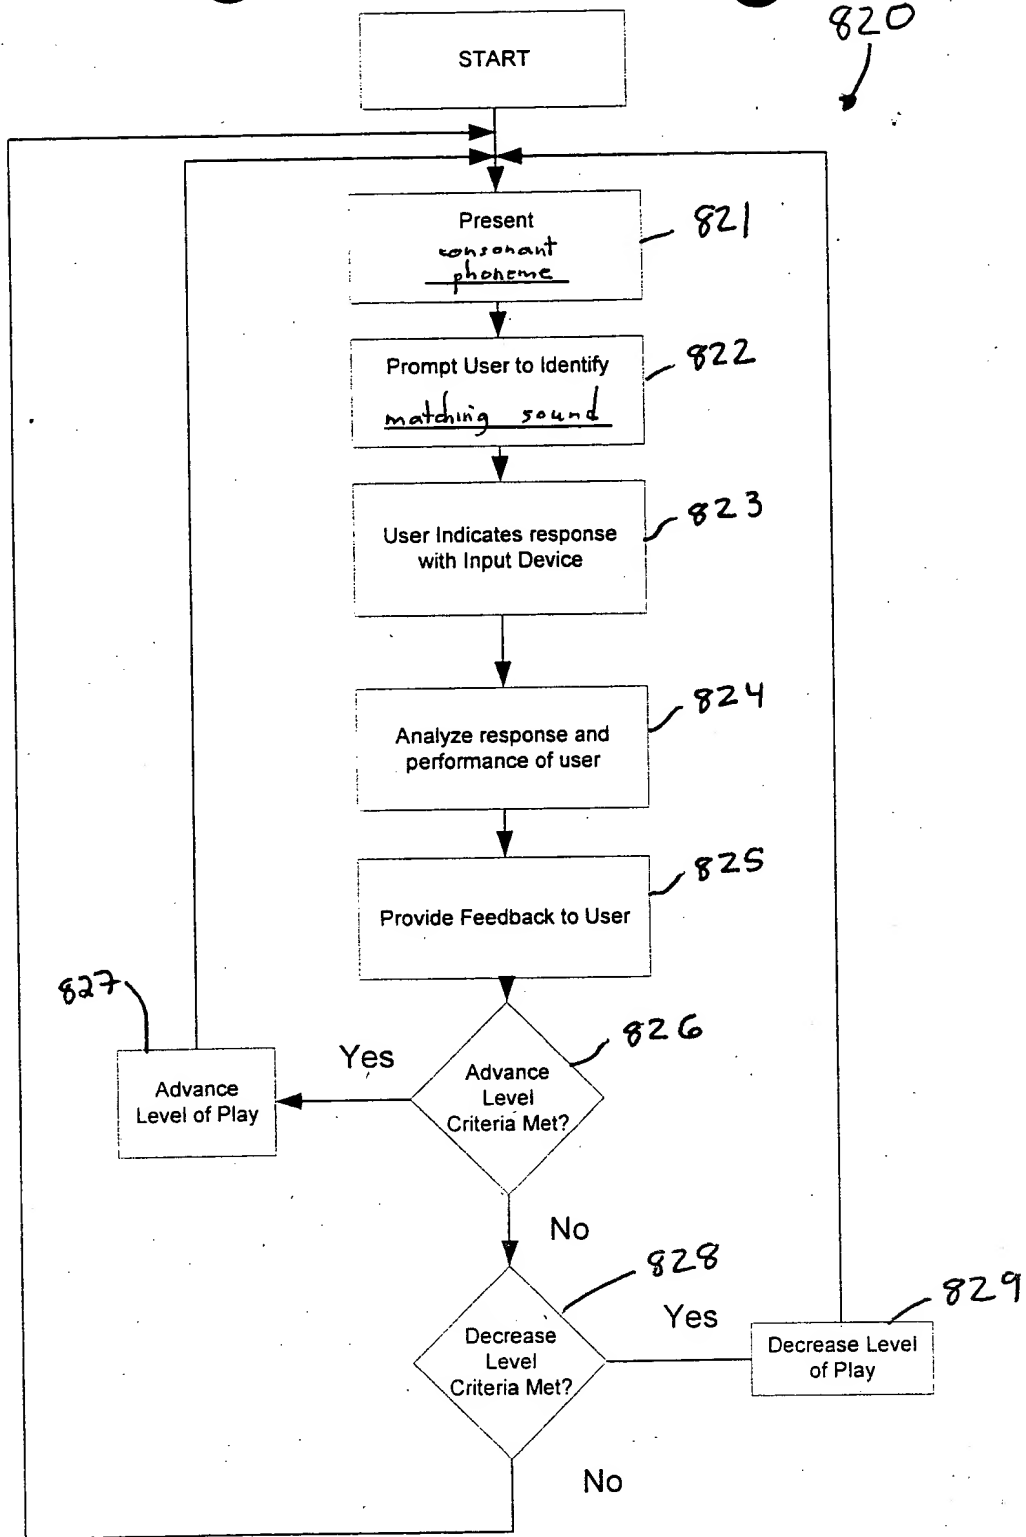 820
START
Present
consonant
phoneme
821
Prompt User to Identify
matching sound
822
User Indicates response
with Input Device
823
Analyze response and
performance of user
824
Provide Feedback to User
825
827
Advance
Level of Play
Yes
Advance
Level
Criteria Met?
826
No
Decrease
Level
Criteria Met?
828
Yes
Decrease Level
of Play
829
No